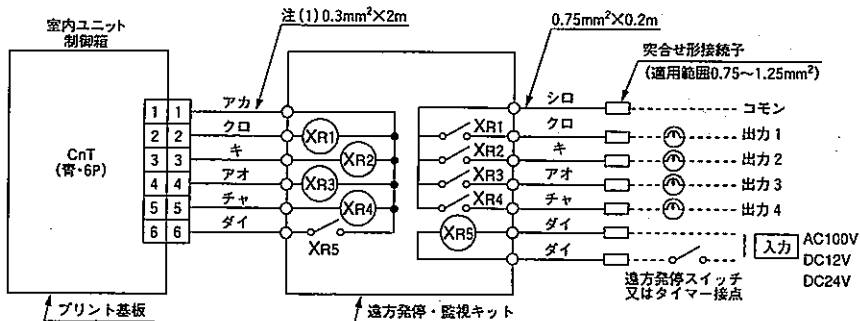 室内ユニット
制御箱
注(1)0.3mm²×2m
0.75mm²×0.2m
突合せ形接続子
(適用範囲0.75〜1.25mm²)
CnT
(青・6P)
1 1 アカ
2 2 クロ
3 3 キ
4 4 アオ
5 5 チャ
6 6 ダイ
XR1
XR2
XR3
XR4
XR5
XR1
XR2
XR3
XR4
XR5
シロ コモン
クロ 出力1
キ 出力2
アオ 出力3
チャ 出力4
ダイ
ダイ
入力
AC100V
DC12V
DC24V
遠方発停スイッチ
又はタイマー接点
プリント基板
遠方発停・監視キット